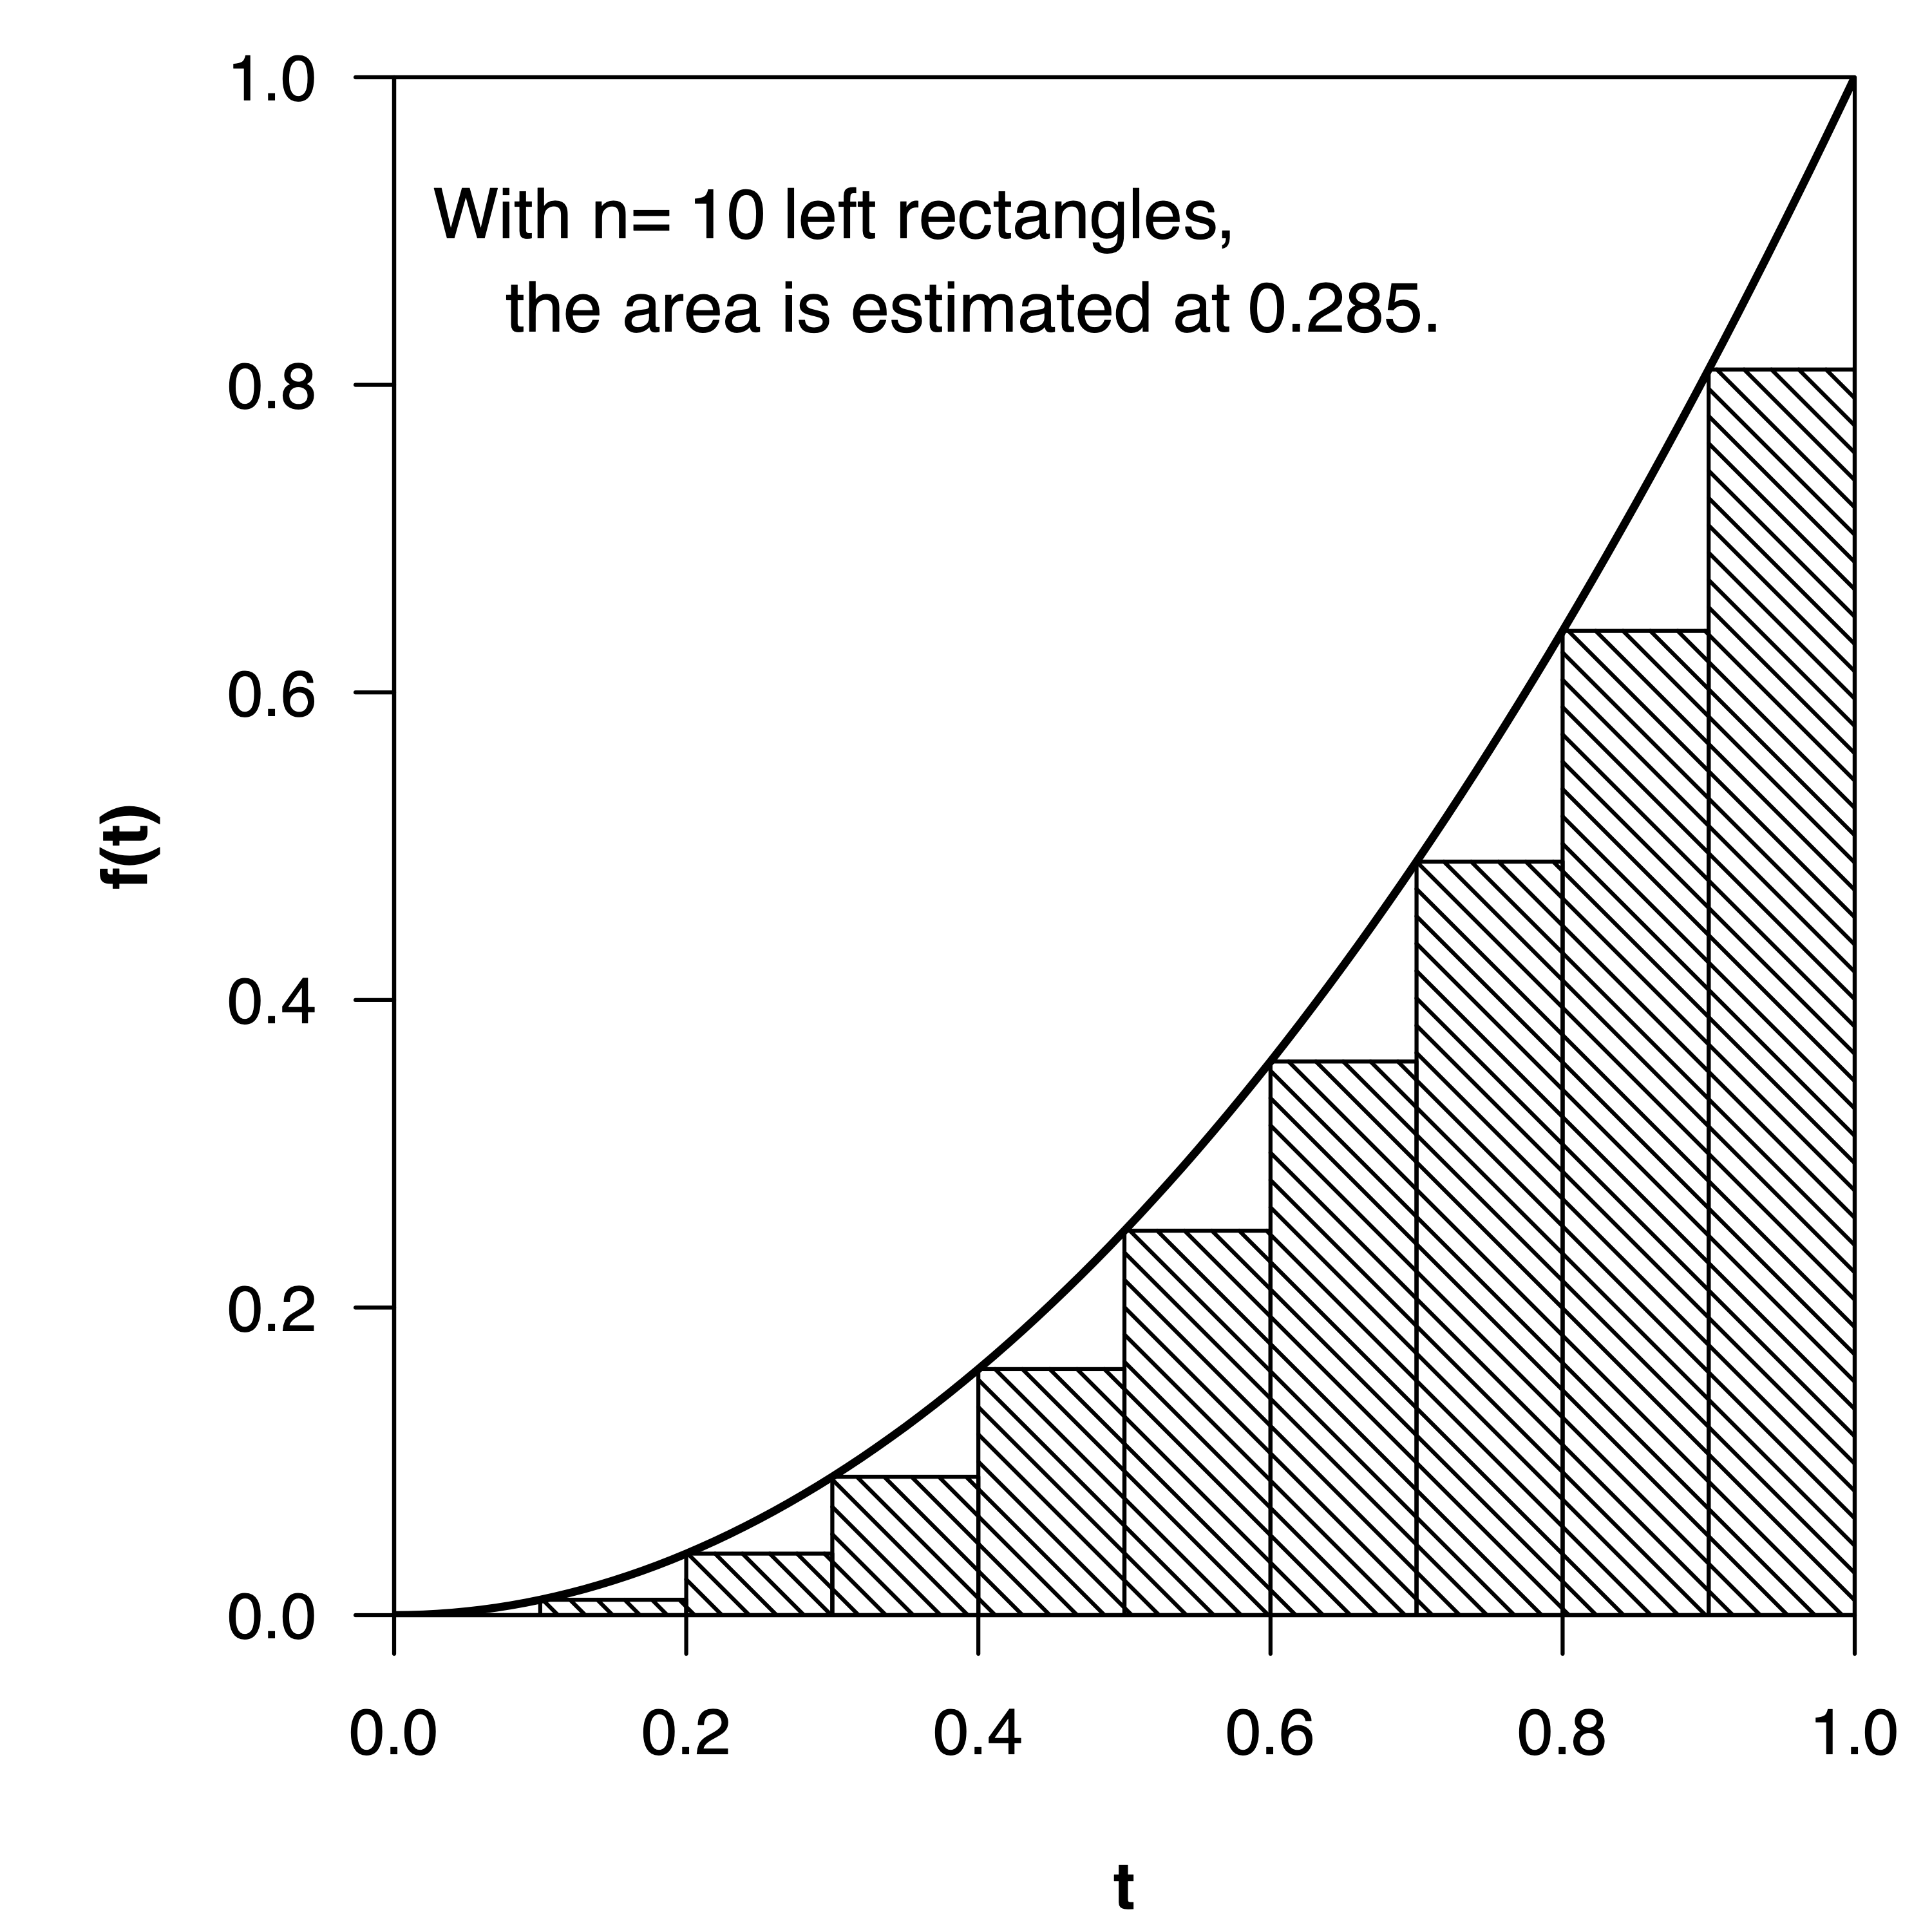 1.0
With n= 10 left rectangles,
the area is estimated at 0.285.
0.8
0.6
f(t)
0.4
0.2
0.0
0.0 0.2 0.4 0.6 0.8 1.0
t